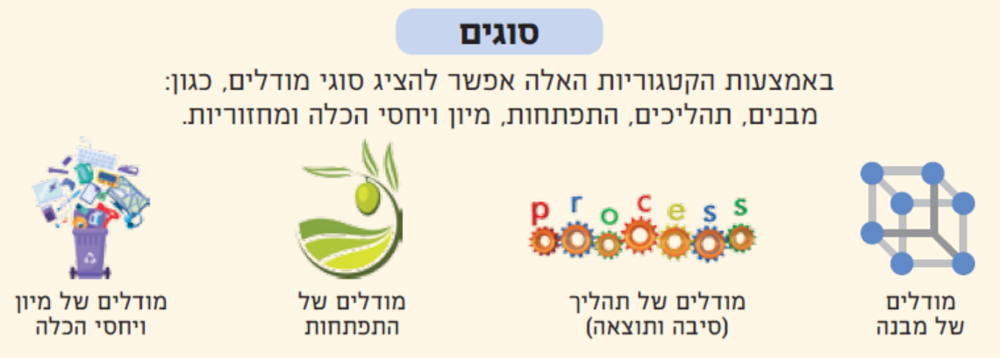 סוגים
באמצעות הקטגוריות האלה אפשר להציג סוגי מודלים, כגון:
מבנים, תהליכים, התפתחות, מיון ויחסי הכלה ומחזוריות.
process
מודלים
של מבנה
מודלים של תהליך
(סיבה ותוצאה)
מודלים של
התפתחות
מודלים של מיון
ויחסי הכלה